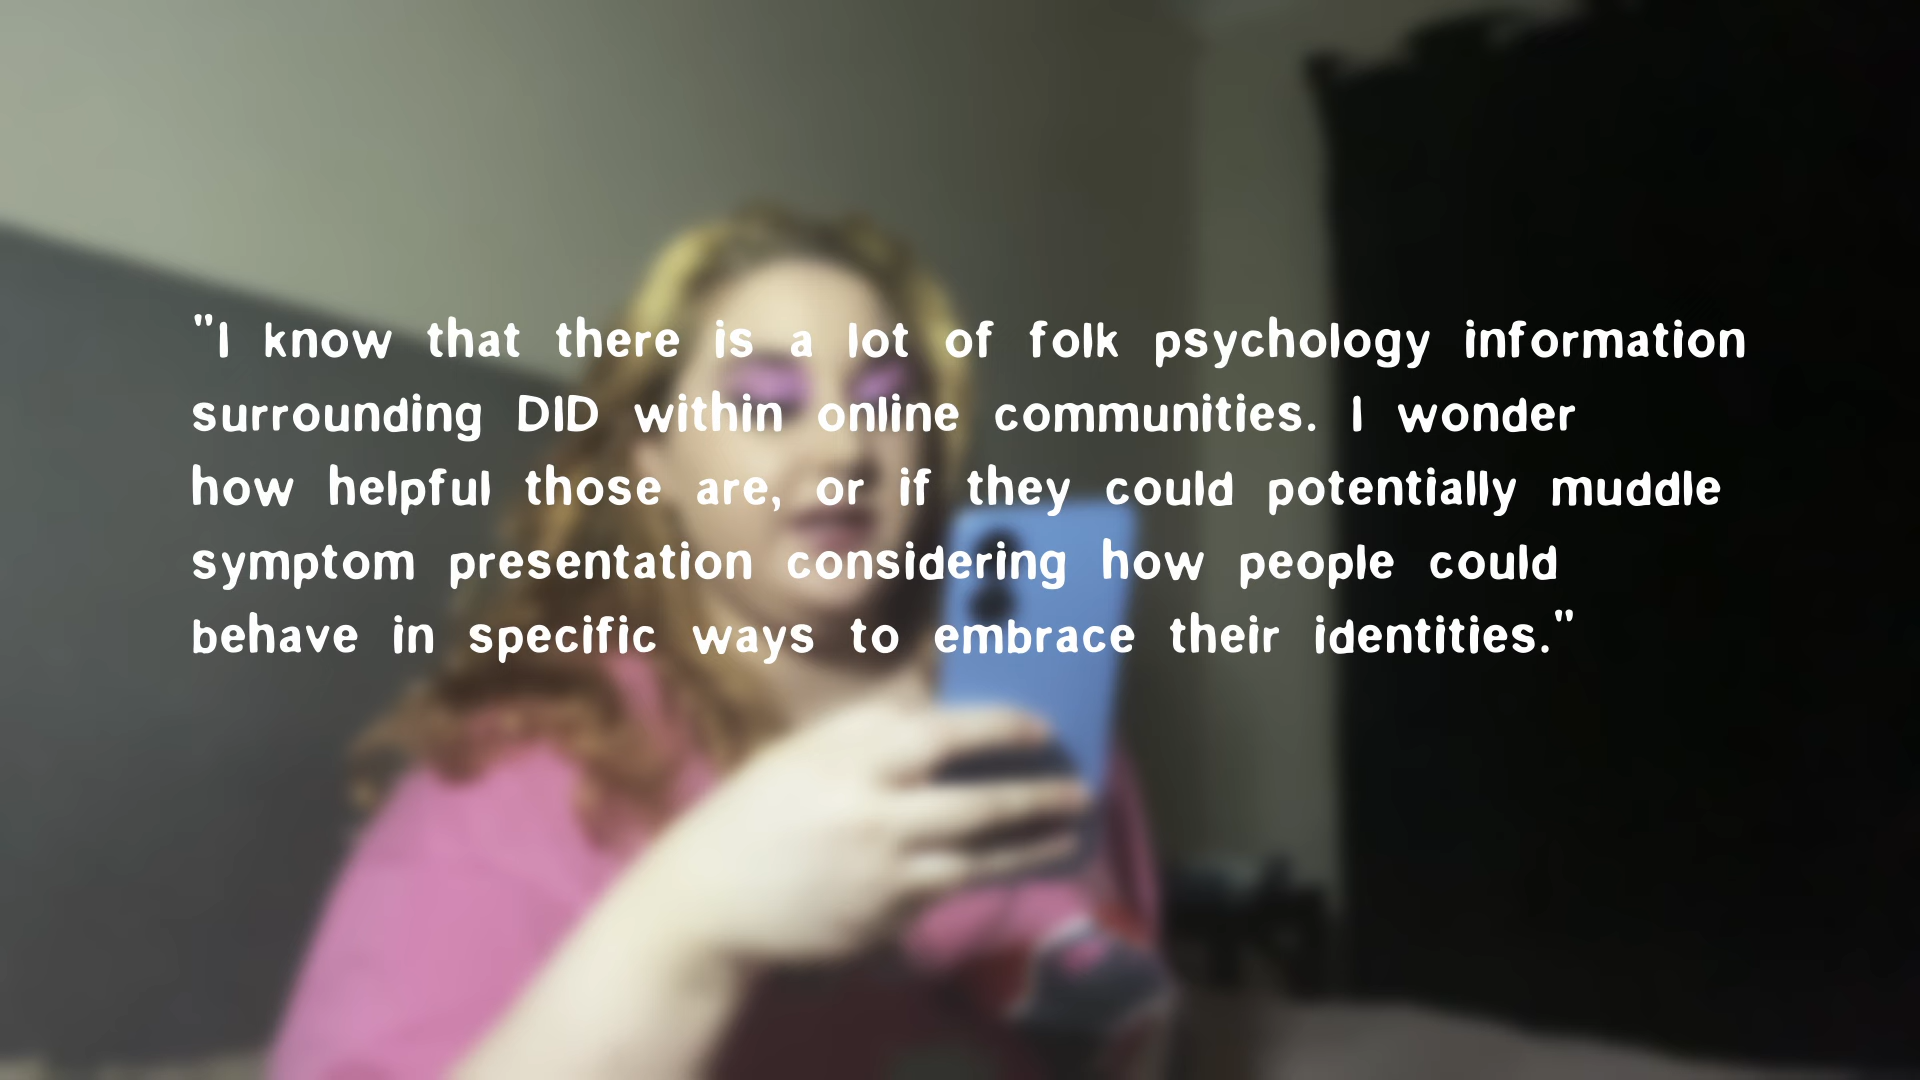 "I know that there is a lot of folk psychology information
surrounding DID within online communities. I wonder
how helpful those are, or if they could potentially muddle
symptom presentation considering how people could
behave in specific ways to embrace their identities."